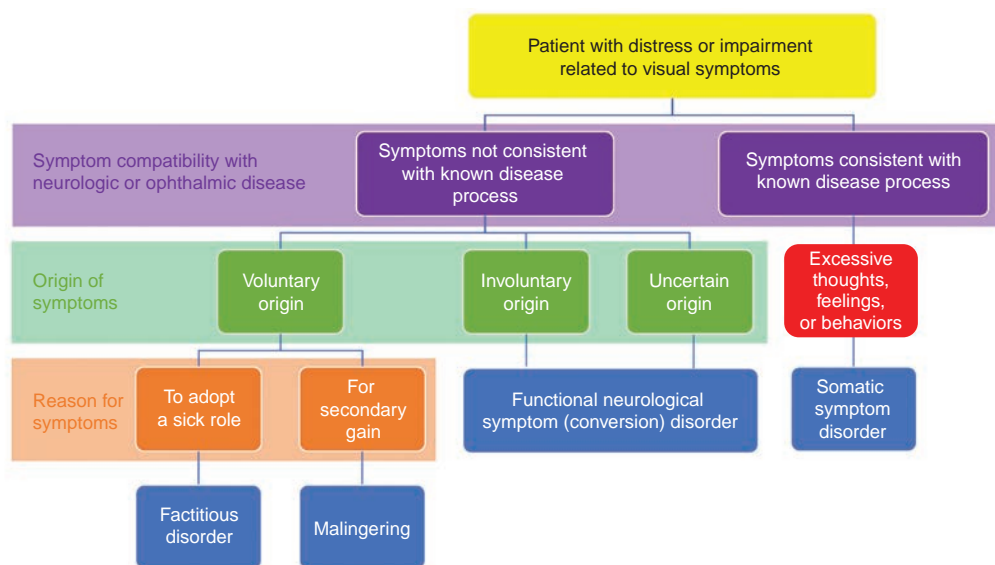 Patient with distress or impairment
related to visual symptoms
Symptom compatibility with
neurologic or ophthalmic disease
Symptoms not consistent
with known disease
process
Symptoms consistent with
known disease process
Origin of
symptoms
Voluntary
origin
Involuntary
origin
Uncertain
origin
Excessive
thoughts,
feelings,
or behaviors
Reason for
symptoms
To adopt
a sick role
For
secondary
gain
Functional neurological
symptom (conversion) disorder
Somatic
symptom
disorder
Factitious
disorder
Malingering